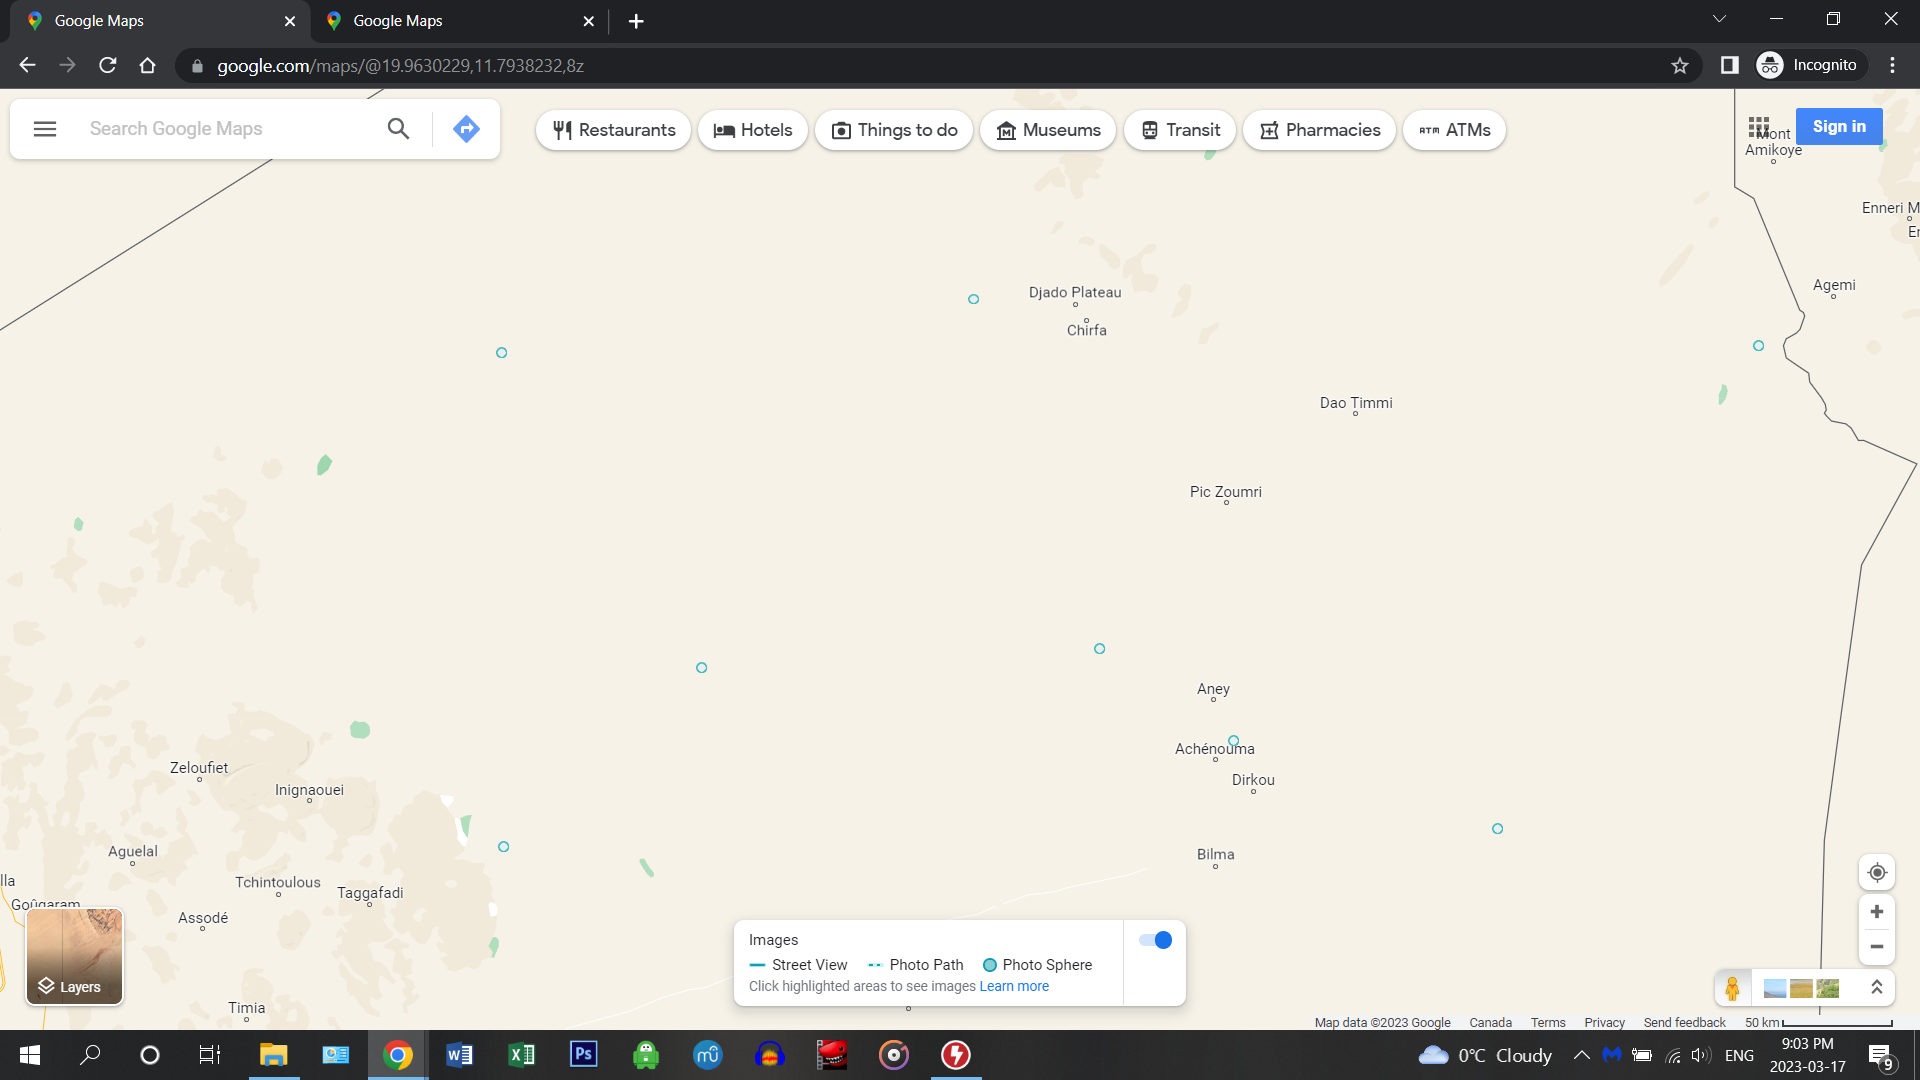 Google Maps
Google Maps
google.com/maps/@19.9630229,11.7938232,8z
Incognito
Search Google Maps
Restaurants
Hotels
Things to do
Museums
Transit
Pharmacies
ATM ATMs
Sign in
Mont
Amikoye
Enneri M
Er
Agemi
Djado Plateau
Chirfa
Dao Timmi
Pic Zoumri
Aney
Achénouma
Dirkou
Zeloufiet
Inignaouei
Bilma
Aguelal
lla
Tchintoulous
Taggafadi
Goûgaram
Assodé
Timia
Layers
Images
Street View Photo Path Photo Sphere
Click highlighted areas to see images Learn more
Map data ©2023 Google Canada Terms Privacy Send feedback 50 km
W
X
Ps
mü
0°C Cloudy
ENG
9:03 PM
2023-03-17
9